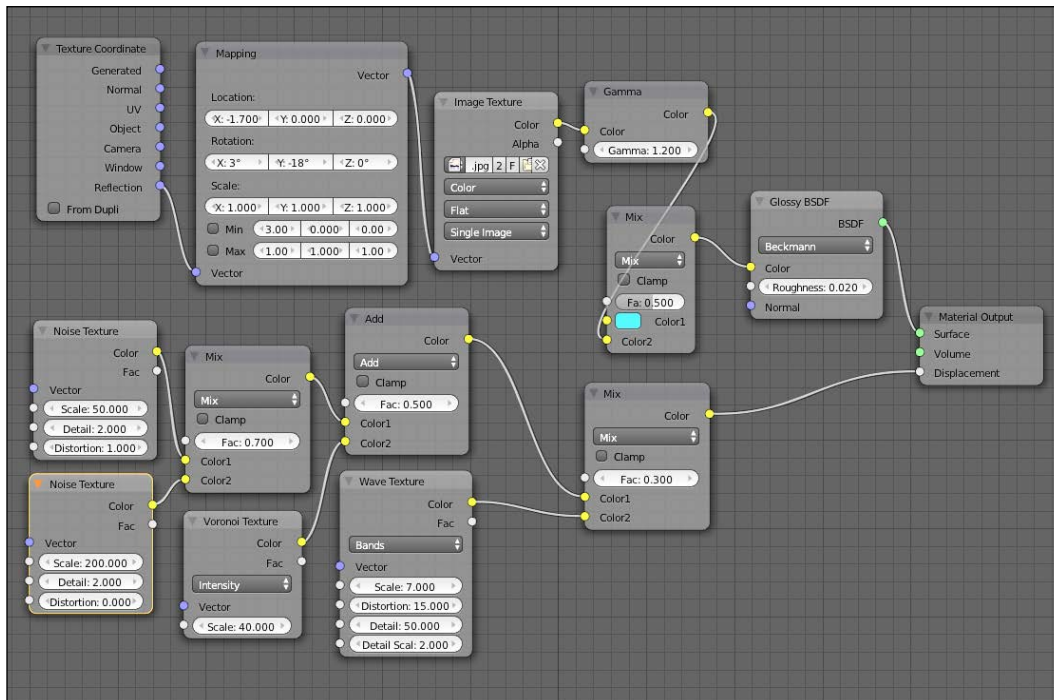 Texture Coordinate
Generated
Normal
UV
Object
Camera
Window
Reflection
From Dupli
Mapping
Vector
Location:
X: -1.700 Y: 0.000 Z: 0.000
Rotation:
X: 3° Y: -18° Z: 0°
Scale:
X: 1.000 Y: 1.000 Z: 1.000
Min 3.00 0.000 0.00
Max 1.00 1.000 1.00
Vector
Image Texture
Color
Alpha
.jpg 2 F
Color
Flat
Single Image
Vector
Gamma
Color
Color
Gamma: 1.200
Mix
Color
Mix
Clamp
Fa: 0.500
Color1
Color2
Glossy BSDF
BSDF
Beckmann
Color
Roughness: 0.020
Normal
Material Output
Surface
Volume
Displacement
Noise Texture
Color
Fac
Vector
Scale: 50.000
Detail: 2.000
Distortion: 1.000
Noise Texture
Color
Fac
Vector
Scale: 200.000
Detail: 2.000
Distortion: 0.000
Mix
Color
Mix
Clamp
Fac: 0.700
Color1
Color2
Voronoi Texture
Color
Fac
Intensity
Vector
Scale: 40.000
Add
Color
Add
Clamp
Fac: 0.500
Color1
Color2
Wave Texture
Color
Fac
Bands
Vector
Scale: 7.000
Distortion: 15.000
Detail: 50.000
Detail Scal: 2.000
Mix
Color
Mix
Clamp
Fac: 0.300
Color1
Color2